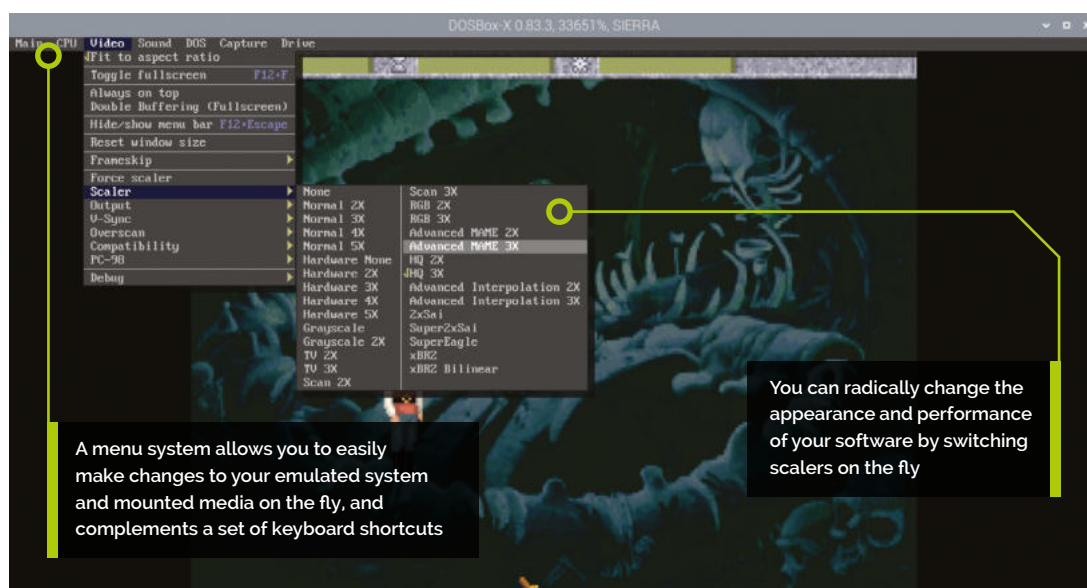 DOSBox-X 0.83.3, 33651%, SIERRA
Main CPU Video Sound DOS Capture Drive
Fit to aspect ratio
Toggle fullscreen F12+F
Always on top
Double Buffering (Fullscreen)
Hide/show menu bar F12+Escape
Reset window size
Frameskip
Force scaler
Scaler
Output
V-Sync
Overscan
Compatibility
PC-98
Debug
None
Normal 2X
Normal 3X
Normal 4X
Normal 5X
Hardware None
Hardware 2X
Hardware 3X
Hardware 4X
Hardware 5X
Grayscale
Grayscale 2X
TV 2X
TV 3X
Scan 2X
Scan 3X
RGB 2X
RGB 3X
Advanced MAME 2X
Advanced MAME 3X
HQ 2X
HQ 3X
Advanced Interpolation 2X
Advanced Interpolation 3X
2xSai
Super2xSai
SuperEagle
xBRZ
xBRZ Bilinear
You can radically change the
appearance and performance
of your software by switching
scalers on the fly
A menu system allows you to easily
make changes to your emulated system
and mounted media on the fly, and
complements a set of keyboard shortcuts